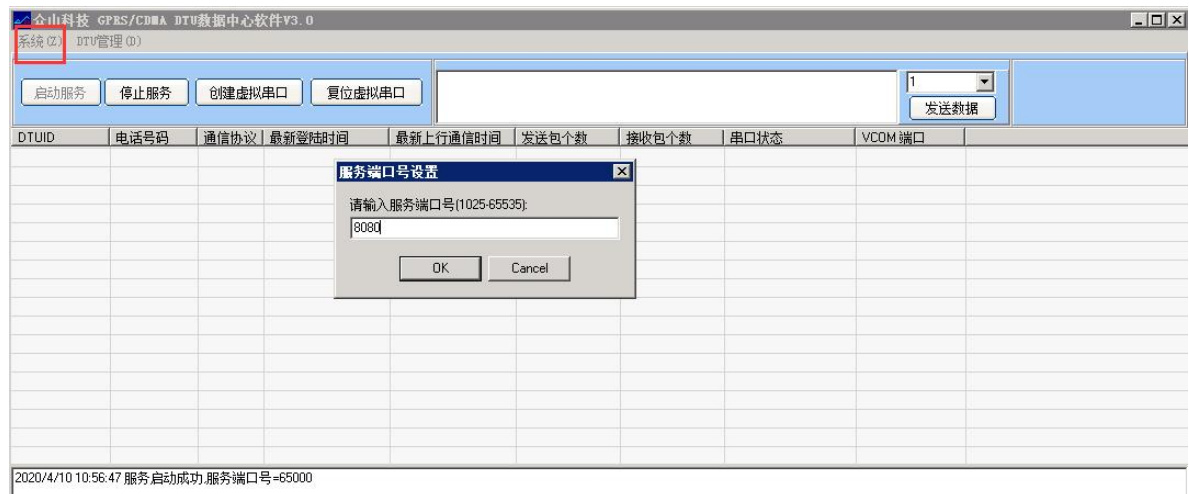 众山科技 GPRS/CDMA DTU数据中心软件V3.0
系统(Z) DTU管理(D)
启动服务 停止服务 创建虚拟串口 复位虚拟串口
1
发送数据
DTUID 电话号码 通信协议 最新登陆时间 最新上行通信时间 发送包个数 接收包个数 串口状态 VCOM端口
服务端口号设置
请输入服务端口号(1025-65535):
8080
OK Cancel
2020/4/10 10:56:47 服务启动成功.服务端口号=65000